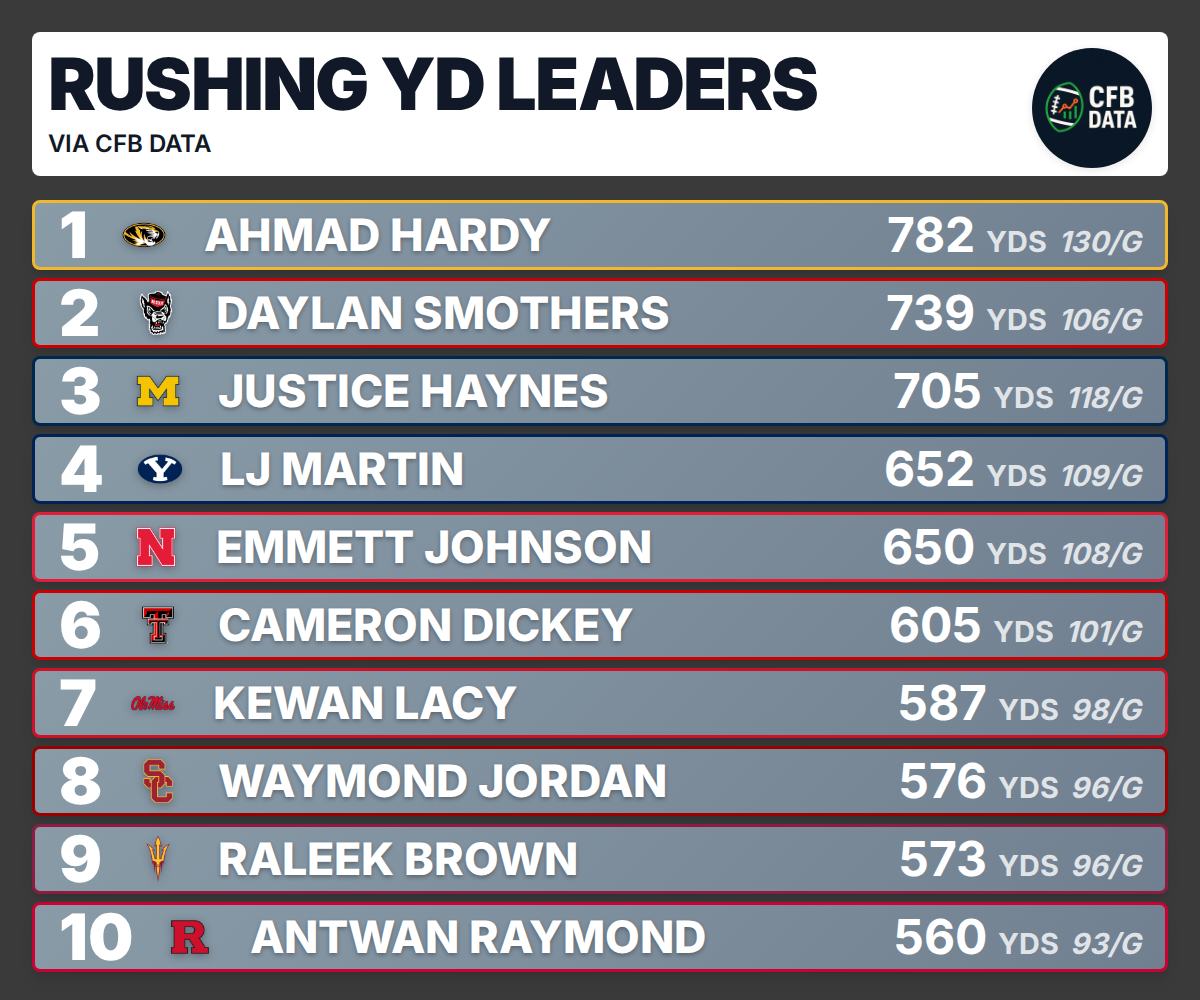 RUSHING YD LEADERS
VIA CFB DATA
CFB
DATA
1 AHMAD HARDY 782 YDS 130/G
2 DAYLAN SMOTHERS 739 YDS 106/G
3 M JUSTICE HAYNES 705 YDS 118/G
4 Y LJ MARTIN 652 YDS 109/G
5 N EMMETT JOHNSON 650 YDS 108/G
6 T CAMERON DICKEY 605 YDS 101/G
7 Ole Miss KEWAN LACY 587 YDS 98/G
8 SC WAYMOND JORDAN 576 YDS 96/G
9 RALEEK BROWN 573 YDS 96/G
10 R ANTWAN RAYMOND 560 YDS 93/G